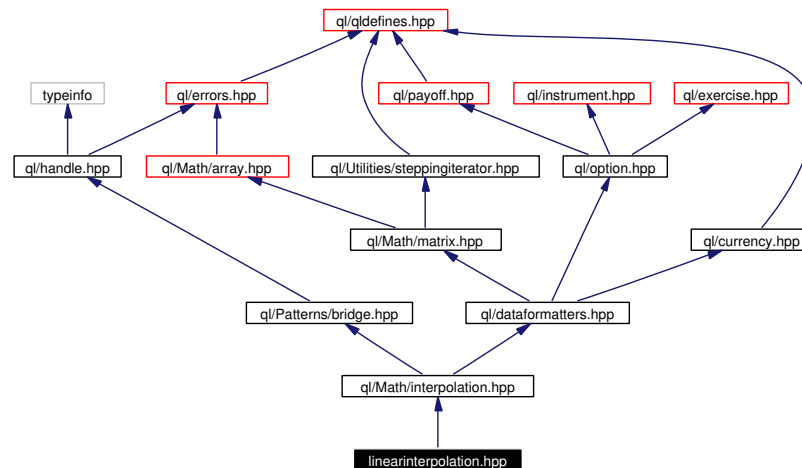 ql/qldefines.hpp
typeinfo
ql/errors.hpp
ql/payoff.hpp
ql/instrument.hpp
ql/exercise.hpp
ql/handle.hpp
ql/Math/array.hpp
ql/Utilities/steppingiterator.hpp
ql/option.hpp
ql/Math/matrix.hpp
ql/currency.hpp
ql/Patterns/bridge.hpp
ql/dataformatters.hpp
ql/Math/interpolation.hpp
linearinterpolation.hpp